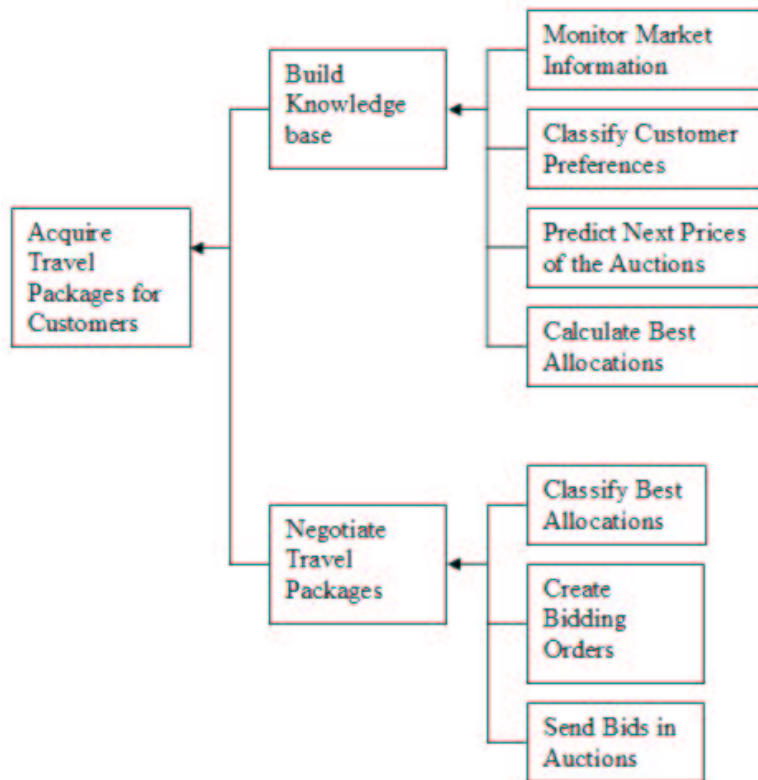 Monitor Market
Information
Build
Knowledge
base
Classify Customer
Preferences
Acquire
Travel
Packages for
Customers
Predict Next Prices
of the Auctions
Calculate Best
Allocations
Classify Best
Allocations
Negotiate
Travel
Packages
Create
Bidding
Orders
Send Bids in
Auctions